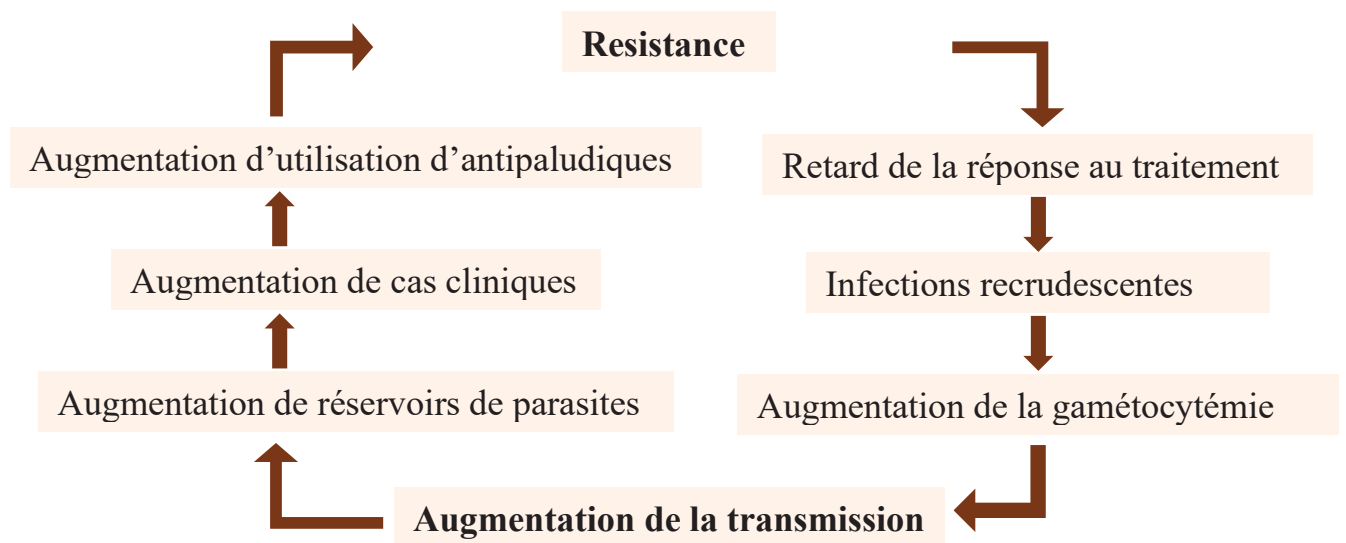 Resistance
Augmentation d’utilisation d’antipaludiques
Retard de la réponse au traitement
Augmentation de cas cliniques
Infections recrudescentes
Augmentation de réservoirs de parasites
Augmentation de la gamétocytémie
Augmentation de la transmission